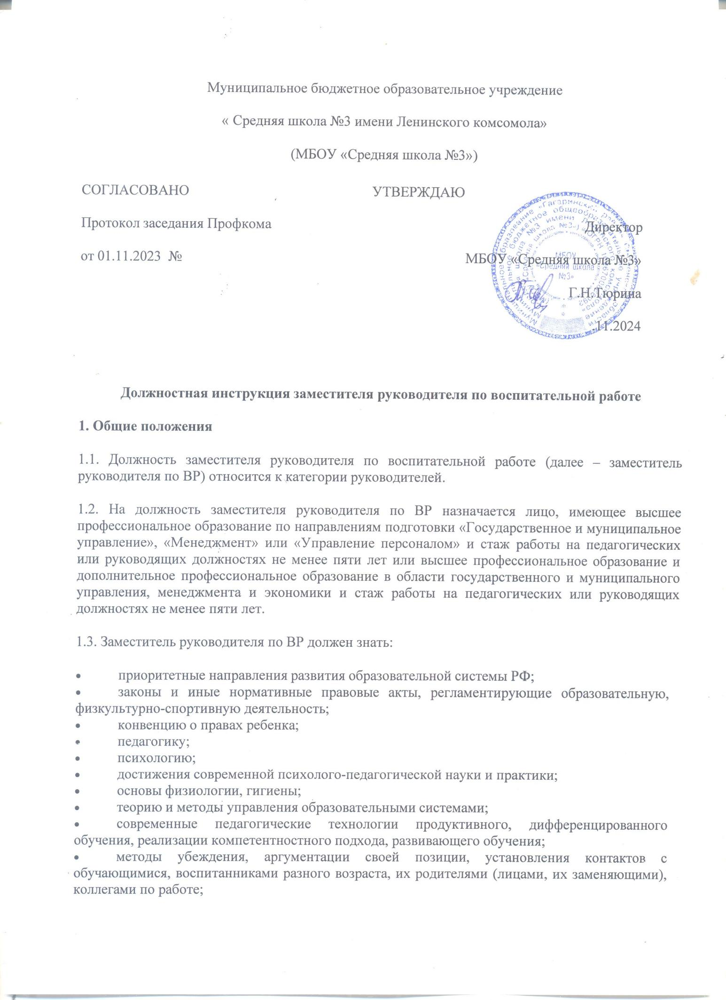 Муниципальное бюджетное образовательное учреждение
« Средняя школа №3 имени Ленинского комсомола»
(МБОУ «Средняя школа №3»)
СОГЛАСОВАНО
УТВЕРЖДАЮ
Протокол заседания Профкома
Директор
от 01.11.2023 №
МБОУ «Средняя школа №3»
Г.Н.Тюрина
.11.2024
МБОУ
«Средняя школа
№3»
Должностная инструкция заместителя руководителя по воспитательной работе
1. Общие положения
1.1. Должность заместителя руководителя по воспитательной работе (далее – заместитель
руководителя по ВР) относится к категории руководителей.
1.2. На должность заместителя руководителя по ВР назначается лицо, имеющее высшее
профессиональное образование по направлениям подготовки «Государственное и муниципальное
управление», «Менеджмент» или «Управление персоналом» и стаж работы на педагогических
или руководящих должностях не менее пяти лет или высшее профессиональное образование и
дополнительное профессиональное образование в области государственного и муниципального
управления, менеджмента и экономики и стаж работы на педагогических или руководящих
должностях не менее пяти лет.
1.3. Заместитель руководителя по ВР должен знать:
• приоритетные направления развития образовательной системы РФ;
• законы и иные нормативные правовые акты, регламентирующие образовательную,
физкультурно-спортивную деятельность;
• конвенцию о правах ребенка;
• педагогику;
• психологию;
• достижения современной психолого-педагогической науки и практики;
• основы физиологии, гигиены;
• теорию и методы управления образовательными системами;
• современные педагогические технологии продуктивного, дифференцированного
обучения, реализации компетентностного подхода, развивающего обучения;
• методы убеждения, аргументации своей позиции, установления контактов с
обучающимися, воспитанниками разного возраста, их родителями (лицами, их заменяющими),
коллегами по работе;